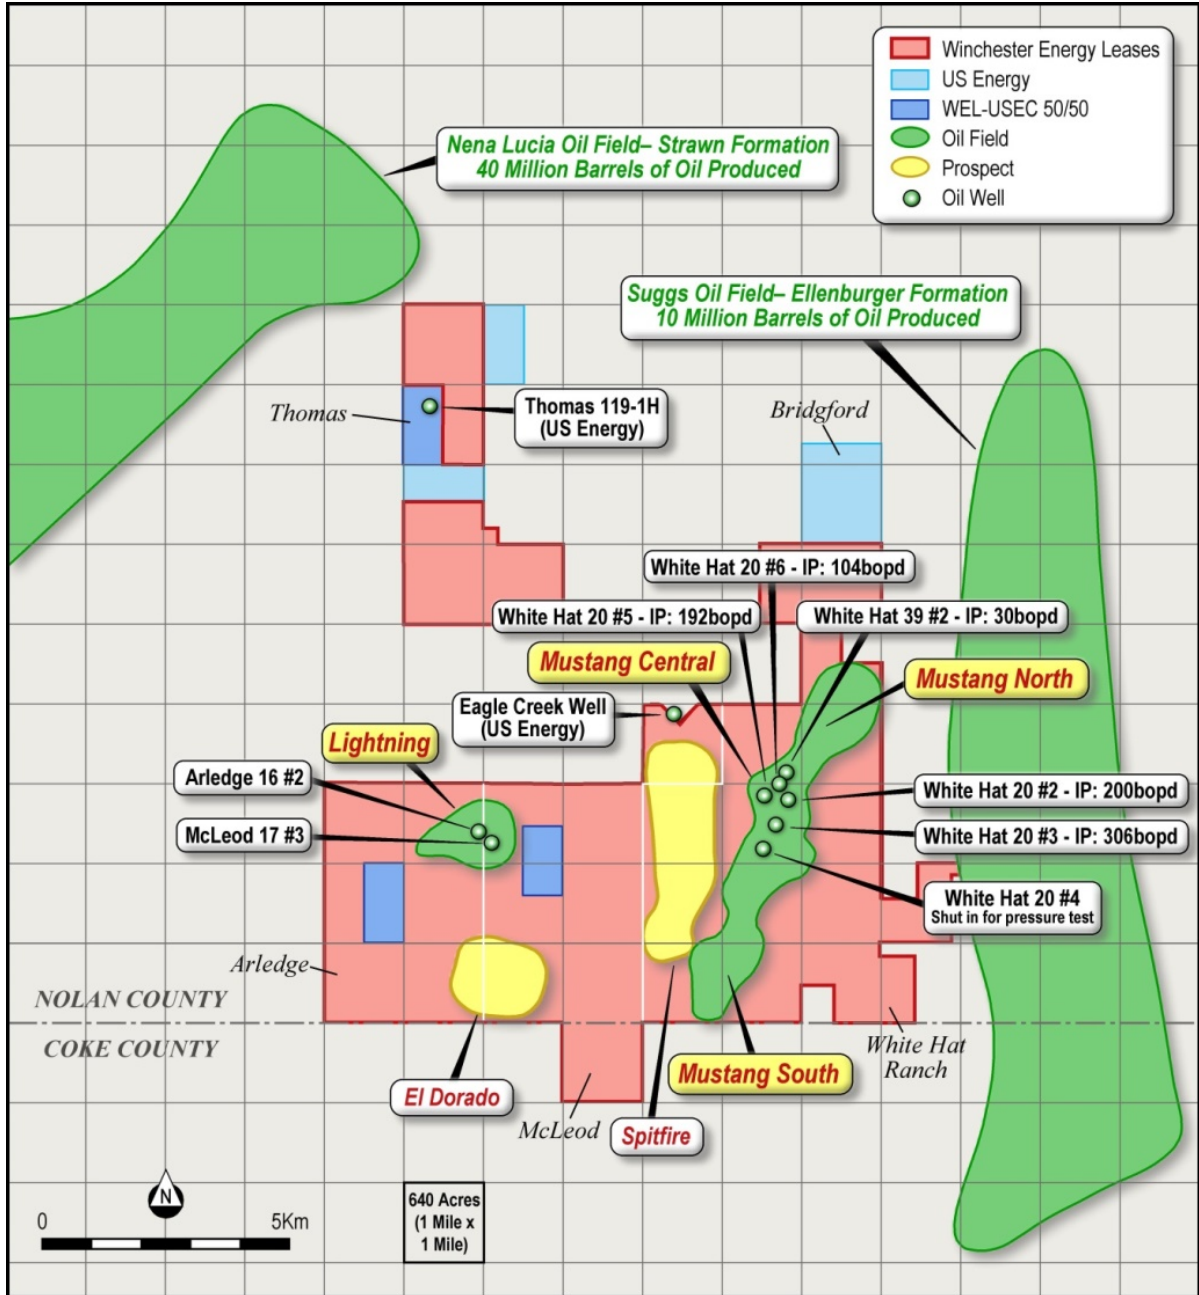 Winchester Energy Leases
US Energy
WEL-USEC 50/50
Oil Field
Prospect
Oil Well
Nena Lucia Oil Field– Strawn Formation
40 Million Barrels of Oil Produced
Suggs Oil Field– Ellenburger Formation
10 Million Barrels of Oil Produced
Thomas
Thomas 119-1H
(US Energy)
Bridgford
White Hat 20 #6 - IP: 104bopd
White Hat 20 #5 - IP: 192bopd
White Hat 39 #2 - IP: 30bopd
Mustang Central
Mustang North
Eagle Creek Well
(US Energy)
Lightning
Arledge 16 #2
McLeod 17 #3
White Hat 20 #2 - IP: 200bopd
White Hat 20 #3 - IP: 306bopd
White Hat 20 #4
Shut in for pressure test
Arledge
NOLAN COUNTY
COKE COUNTY
White Hat
Ranch
Mustang South
El Dorado
McLeod
Spitfire
N
0
5Km
640 Acres
(1 Mile x
1 Mile)